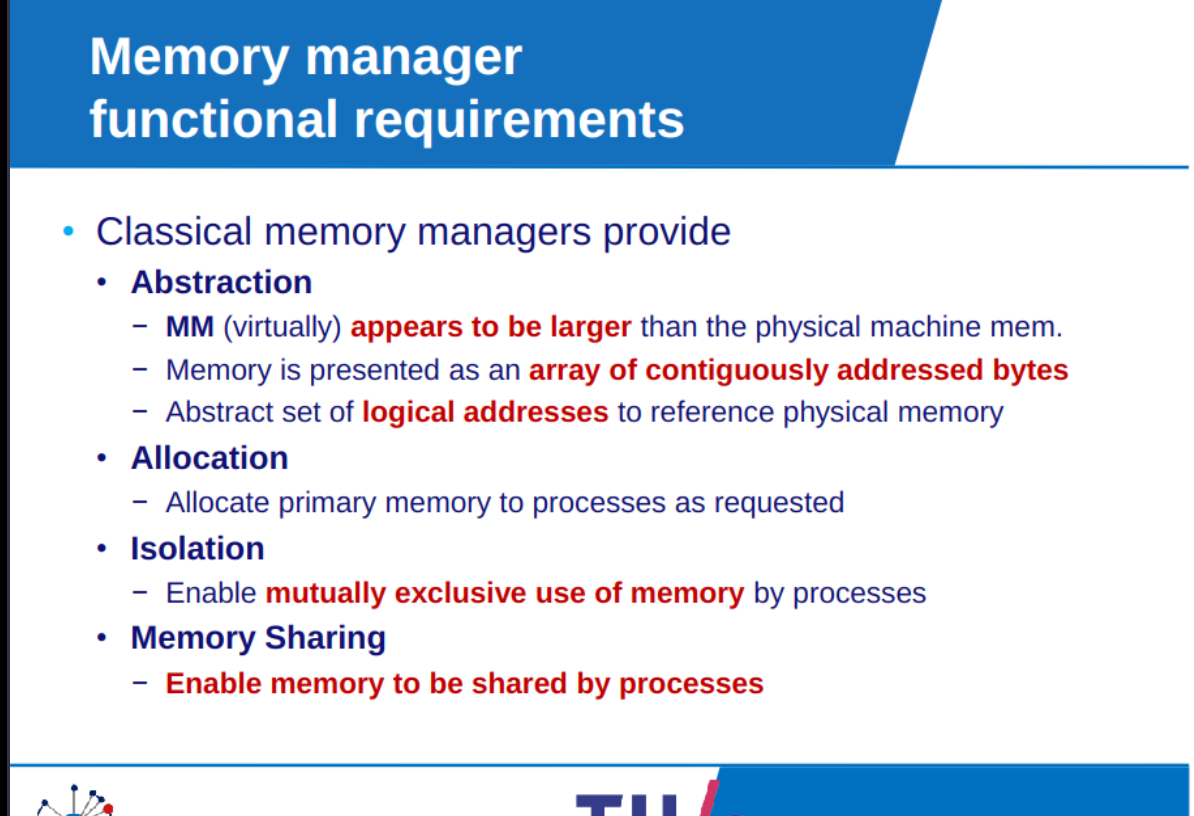 Memory manager
functional requirements
• Classical memory managers provide
• Abstraction
– MM (virtually) appears to be larger than the physical machine mem.
– Memory is presented as an array of contiguously addressed bytes
– Abstract set of logical addresses to reference physical memory
• Allocation
– Allocate primary memory to processes as requested
• Isolation
– Enable mutually exclusive use of memory by processes
• Memory Sharing
– Enable memory to be shared by processes